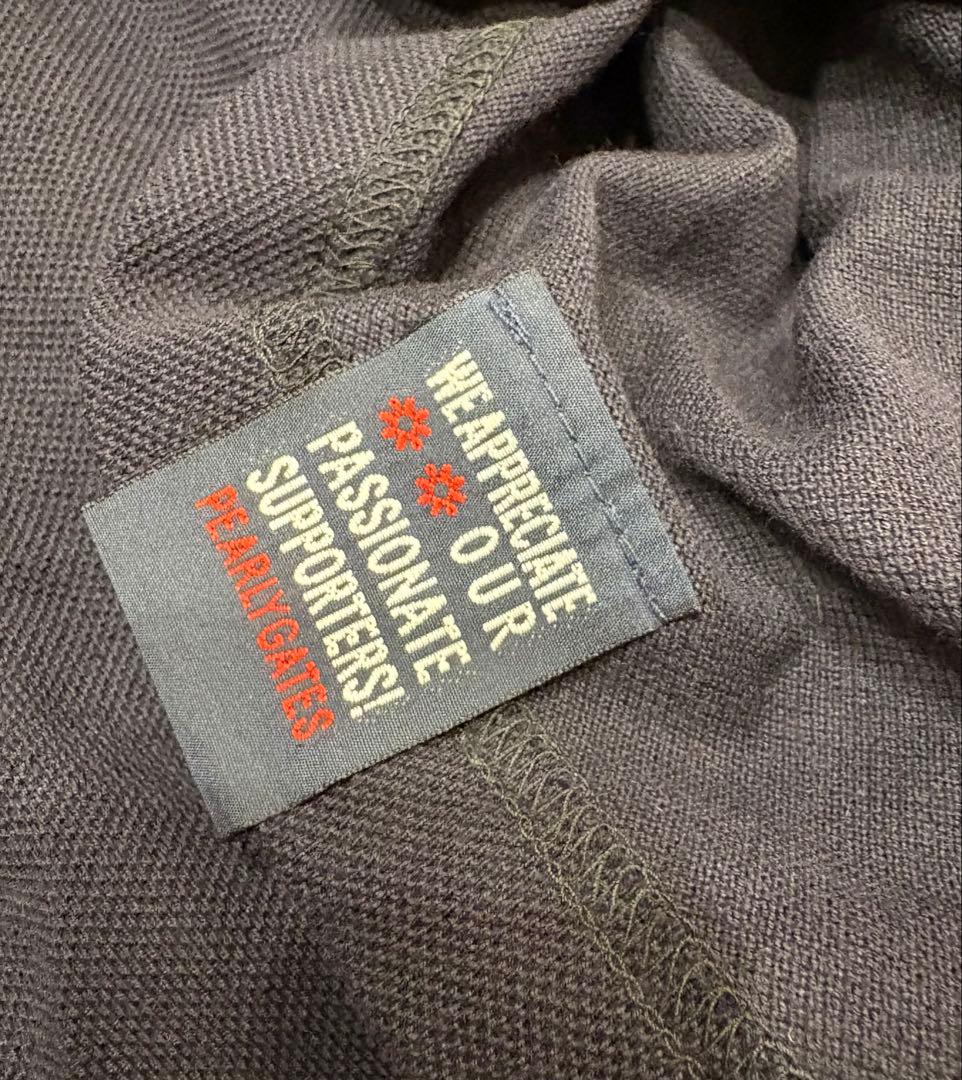 WE APPRECIATE
OUR
PASSIONATE
SUPPORTERS!
PEARLY GATES